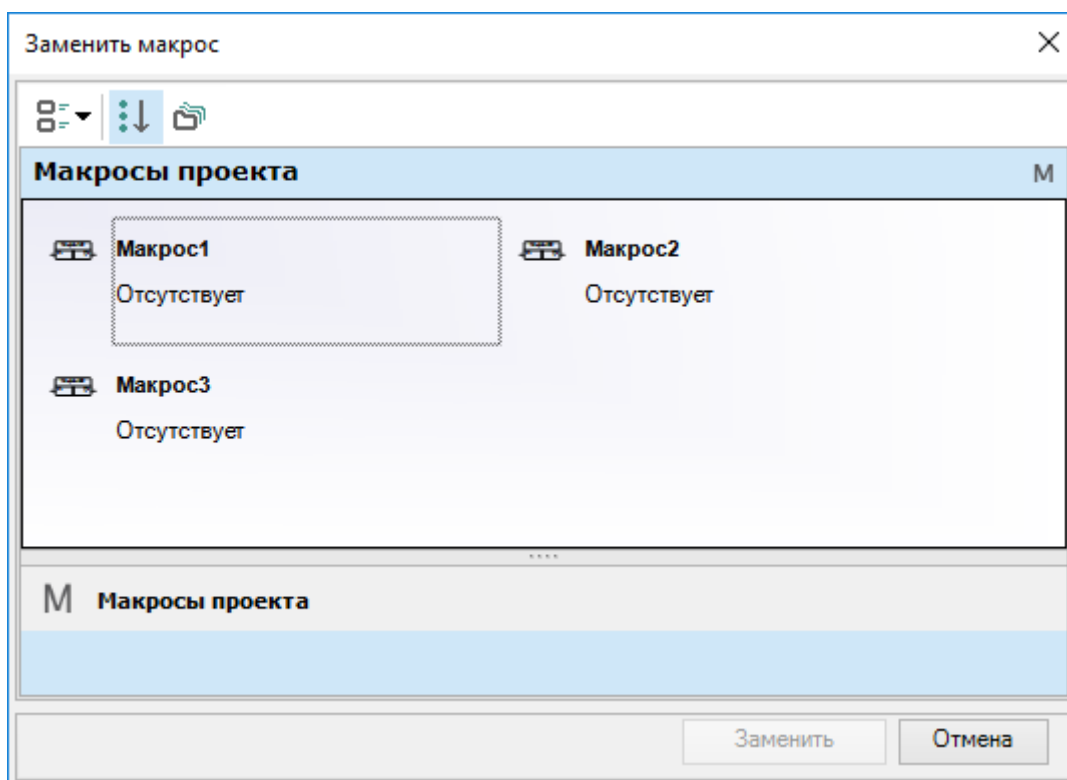 Заменить макрос
Макросы проекта M
Макрос1 Макрос2
Отсутствует Отсутствует
Макрос3
Отсутствует
M Макросы проекта
Заменить Отмена